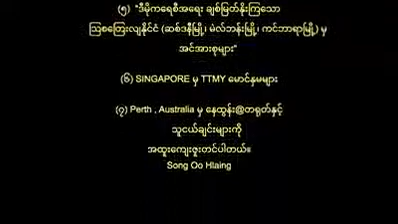 (၅) "ဒီမိုကရေစီအရေး ချစ်မြတ်နိုးကြသော
ဩစတြေးလျနိုင်ငံ (ဆစ်ဒနီမြို့၊ မဲလ်ဘန်းမြို့၊ ကင်ဘာရာမြို့) မှ
အင်အားစုများ"
(၆) SINGAPORE မှ TTMY မောင်နှမများ
(၇) Perth , Australia မှ နေထွန်း@တရုတ်နှင့်
သူငယ်ချင်းများကို
အထူးကျေးဇူးတင်ပါတယ်။
Song Oo Hlaing